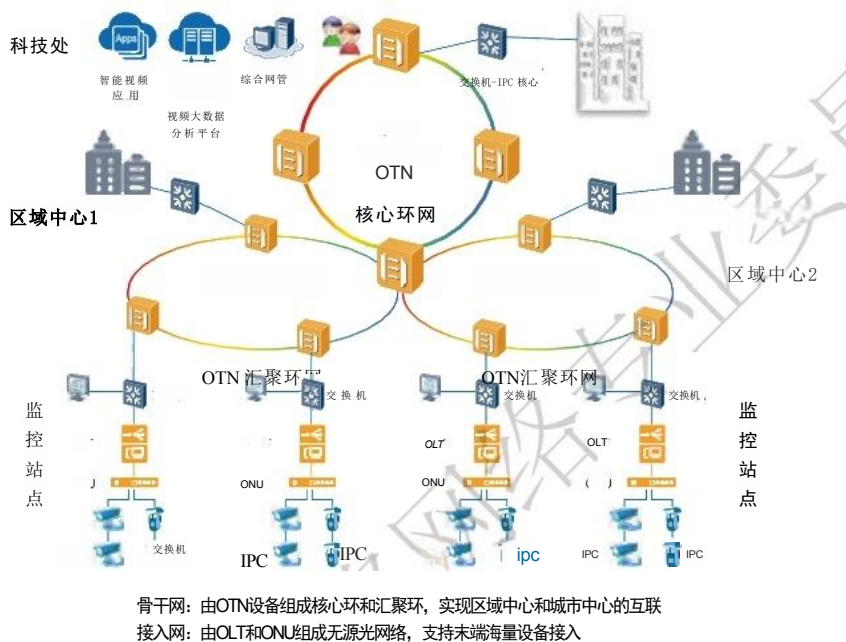 科技处
Apps
智能视频
应用
视频大数据
分析平台
综合网管
交换机-IPC 核心
OTN
核心环网
区域中心1
区域中心2
OTN 汇聚环
OTN汇聚环网
监控站点
交换机
交换机
监控站点
OLT
OLT
ONU
ONU
交换机
IPC
IPC
ipc
IPC
IPC
网络专业委
骨干网：由OTN设备组成核心环和汇聚环，实现区域中心和城市中心的互联
接入网：由OLT和ONU组成无源光网络，支持末端海量设备接入